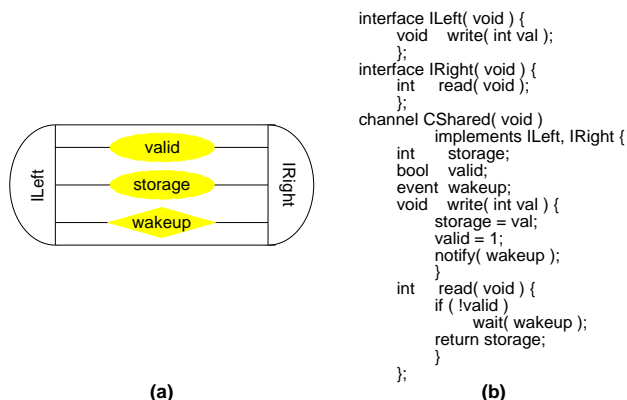 ILeft
valid
storage
wakeup
IRight
(a)
interface ILeft( void ) {
void write( int val );
};
interface IRight( void ) {
int read( void );
};
channel CShared( void )
implements ILeft, IRight {
int storage;
bool valid;
event wakeup;
void write( int val ) {
storage = val;
valid = 1;
notify( wakeup );
}
int read( void ) {
if ( !valid )
wait( wakeup );
return storage;
}
};
(b)